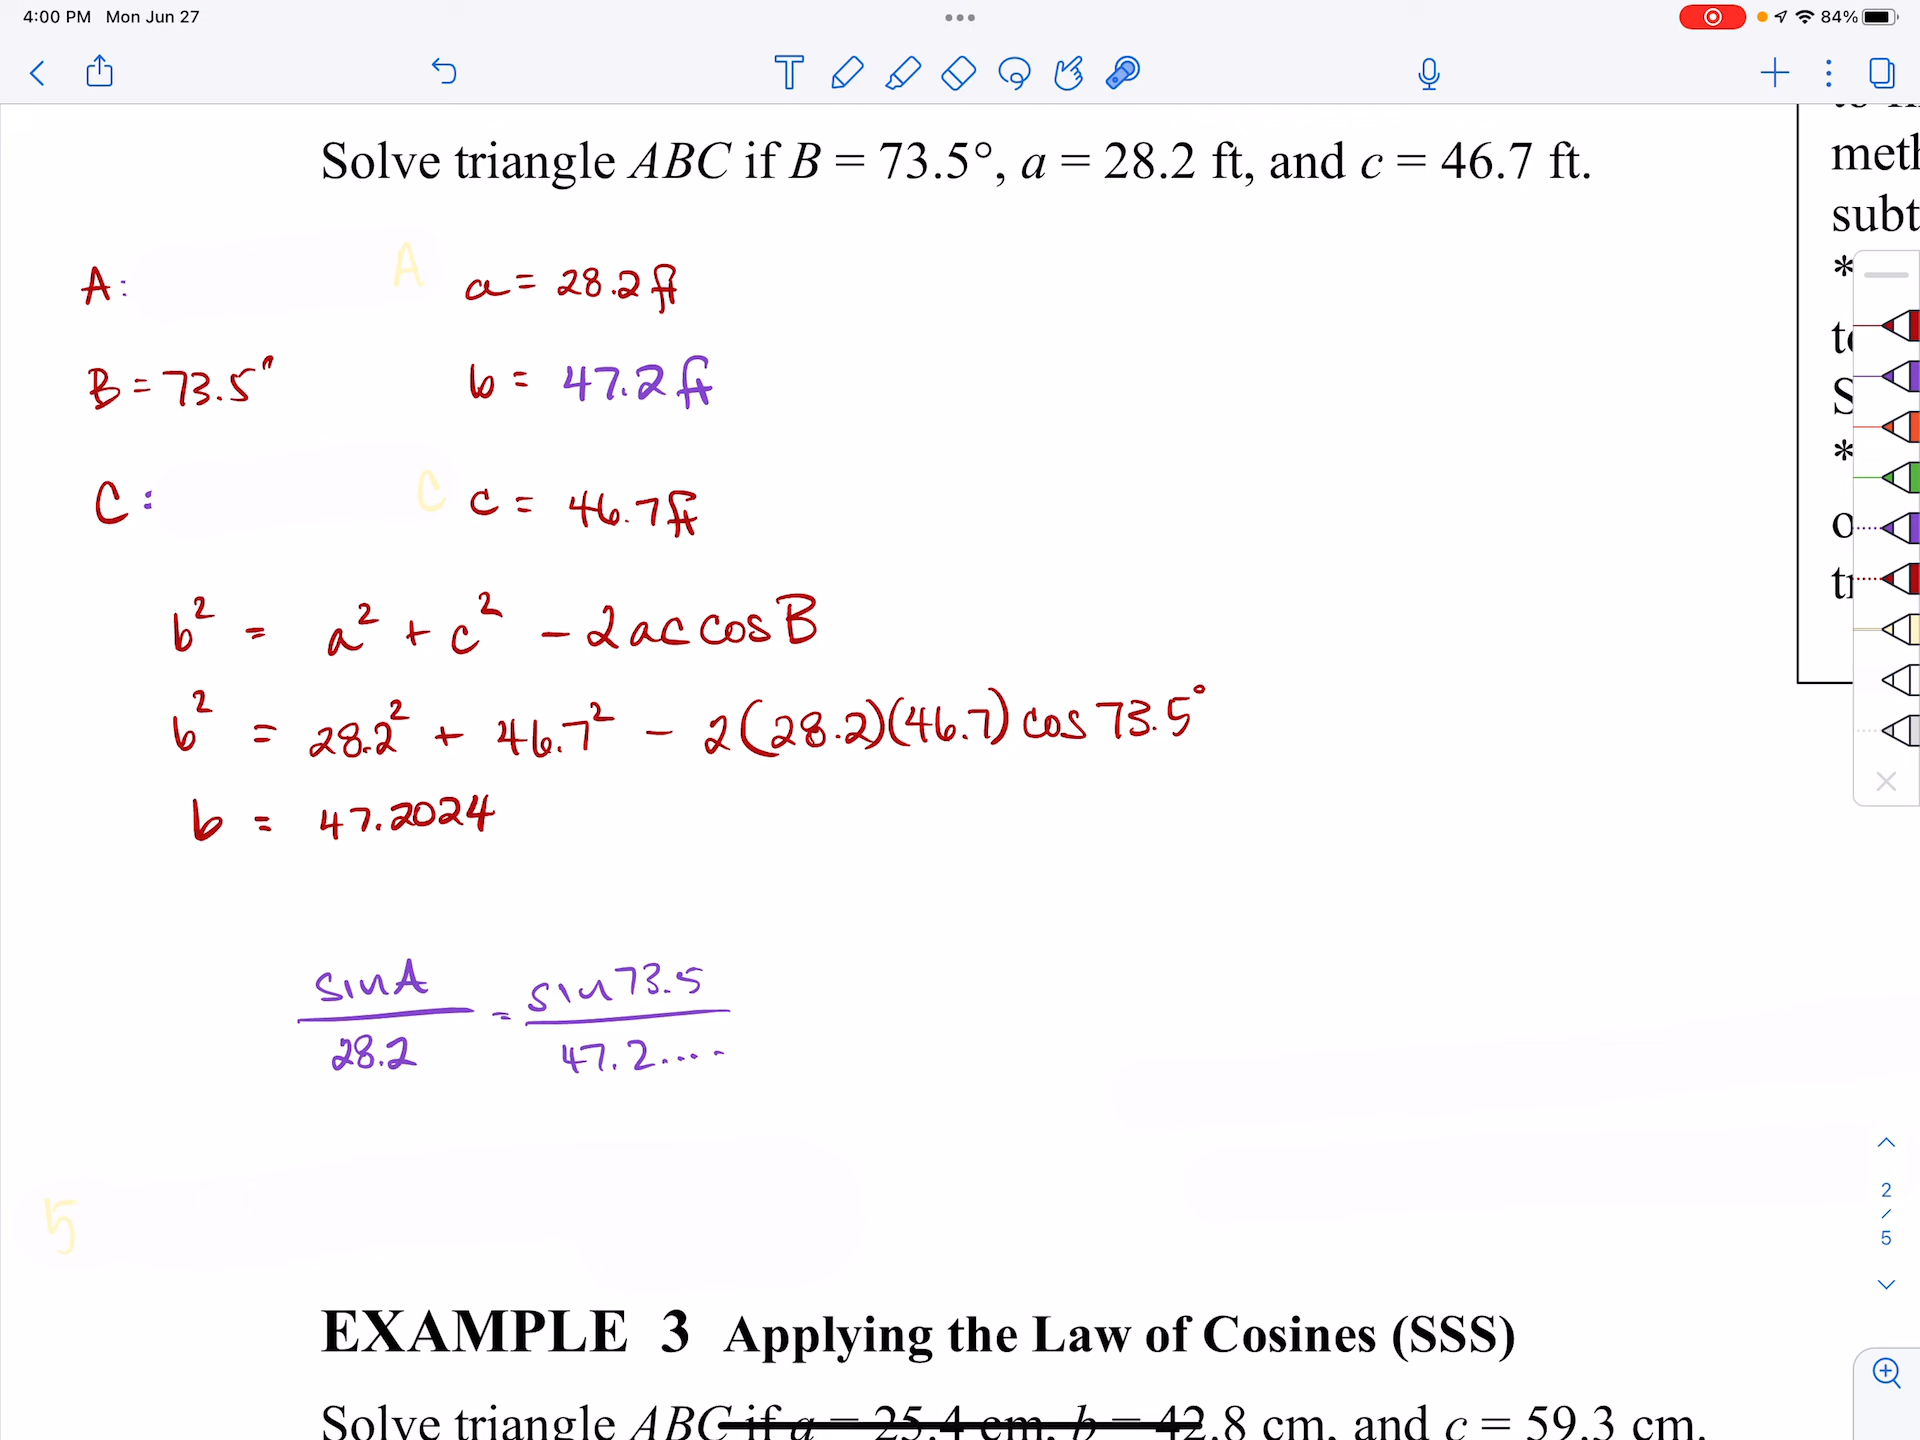 4:00 PM Mon Jun 27
84%
Solve triangle ABC if B = 73.5°, a = 28.2 ft, and c = 46.7 ft.
meth
subt
*
A: A a = 28.2 ft
B = 73.5° b = 47.2 ft
S
*
C: C c = 46.7 ft
o
b² = a² + c² - 2ac cos B
b² = 28.2² + 46.7² - 2(28.2)(46.7) cos 73.5°
b = 47.2024
sin A / 28.2 = sin 73.5 / 47.2....
5
2
/
5
EXAMPLE 3 Applying the Law of Cosines (SSS)
Solve triangle ABC if a = 25.4 cm, b = 42.8 cm, and c = 59.3 cm.